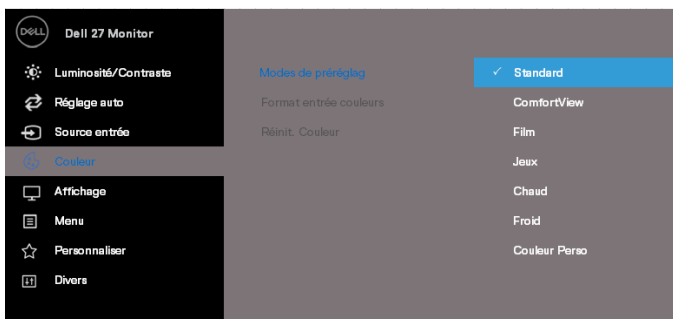 DELL Dell 27 Monitor
Luminosité/Contraste Modes de préréglag ✓ Standard
Réglage auto Format entrée couleurs ComfortView
Source entrée Réinit. Couleur Film
Couleur Jeux
Affichage Chaud
Menu Froid
Personnaliser Couleur Perso
Divers